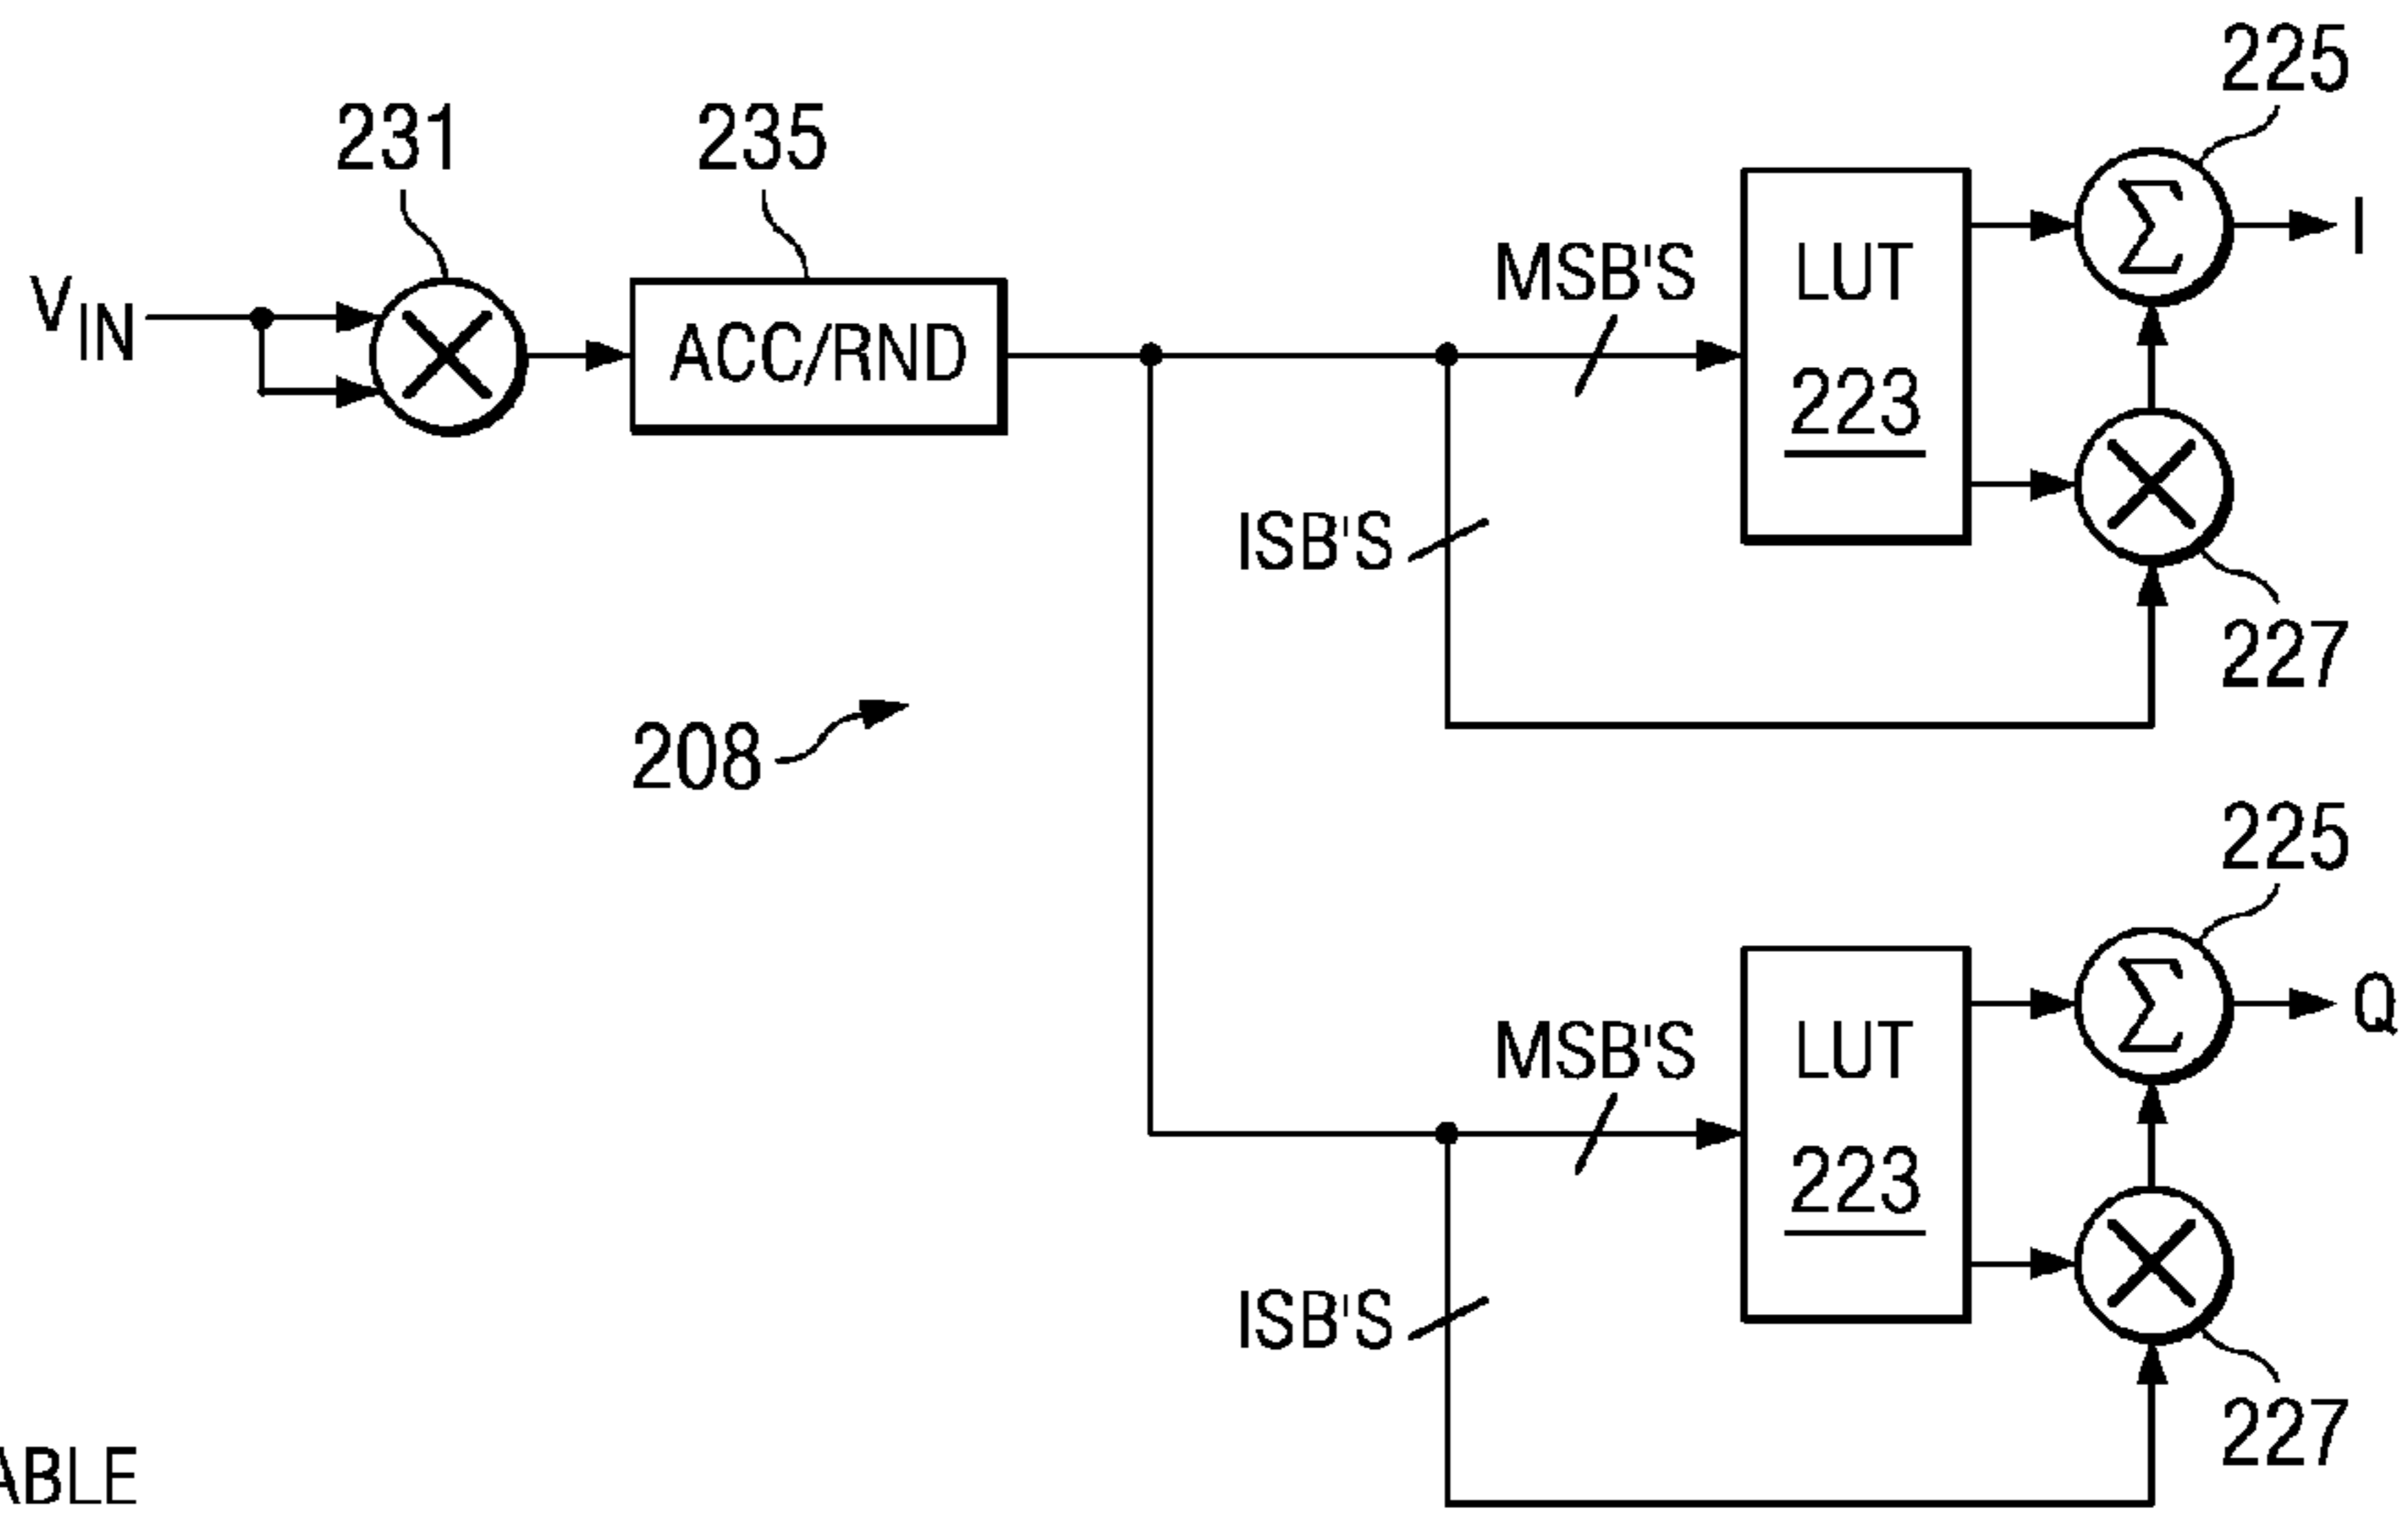 225
231
235
V IN
ACC/RND
MSB'S
LUT
223
I
ISB'S
227
208
225
MSB'S
LUT
223
Q
ISB'S
227
ABLE